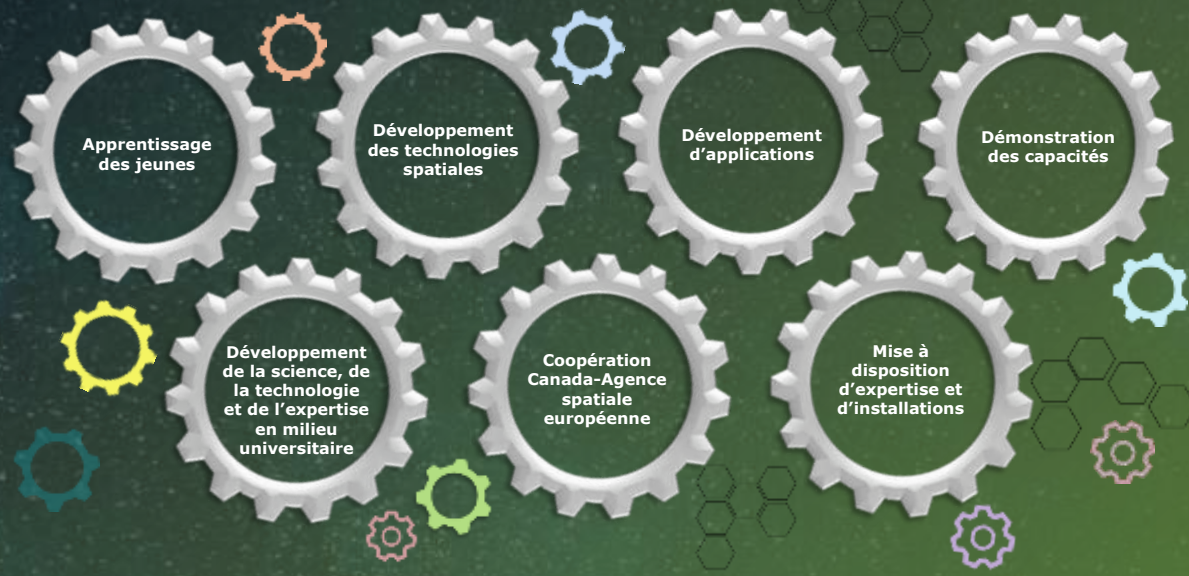 Apprentissage
des jeunes
Développement
des technologies
spatiales
Développement
d'applications
Démonstration
des capacités
Développement
de la science, de
la technologie
et de l'expertise
en milieu
universitaire
Coopération
Canada-Agence
spatiale
européenne
Mise à
disposition
d'expertise et
d'installations